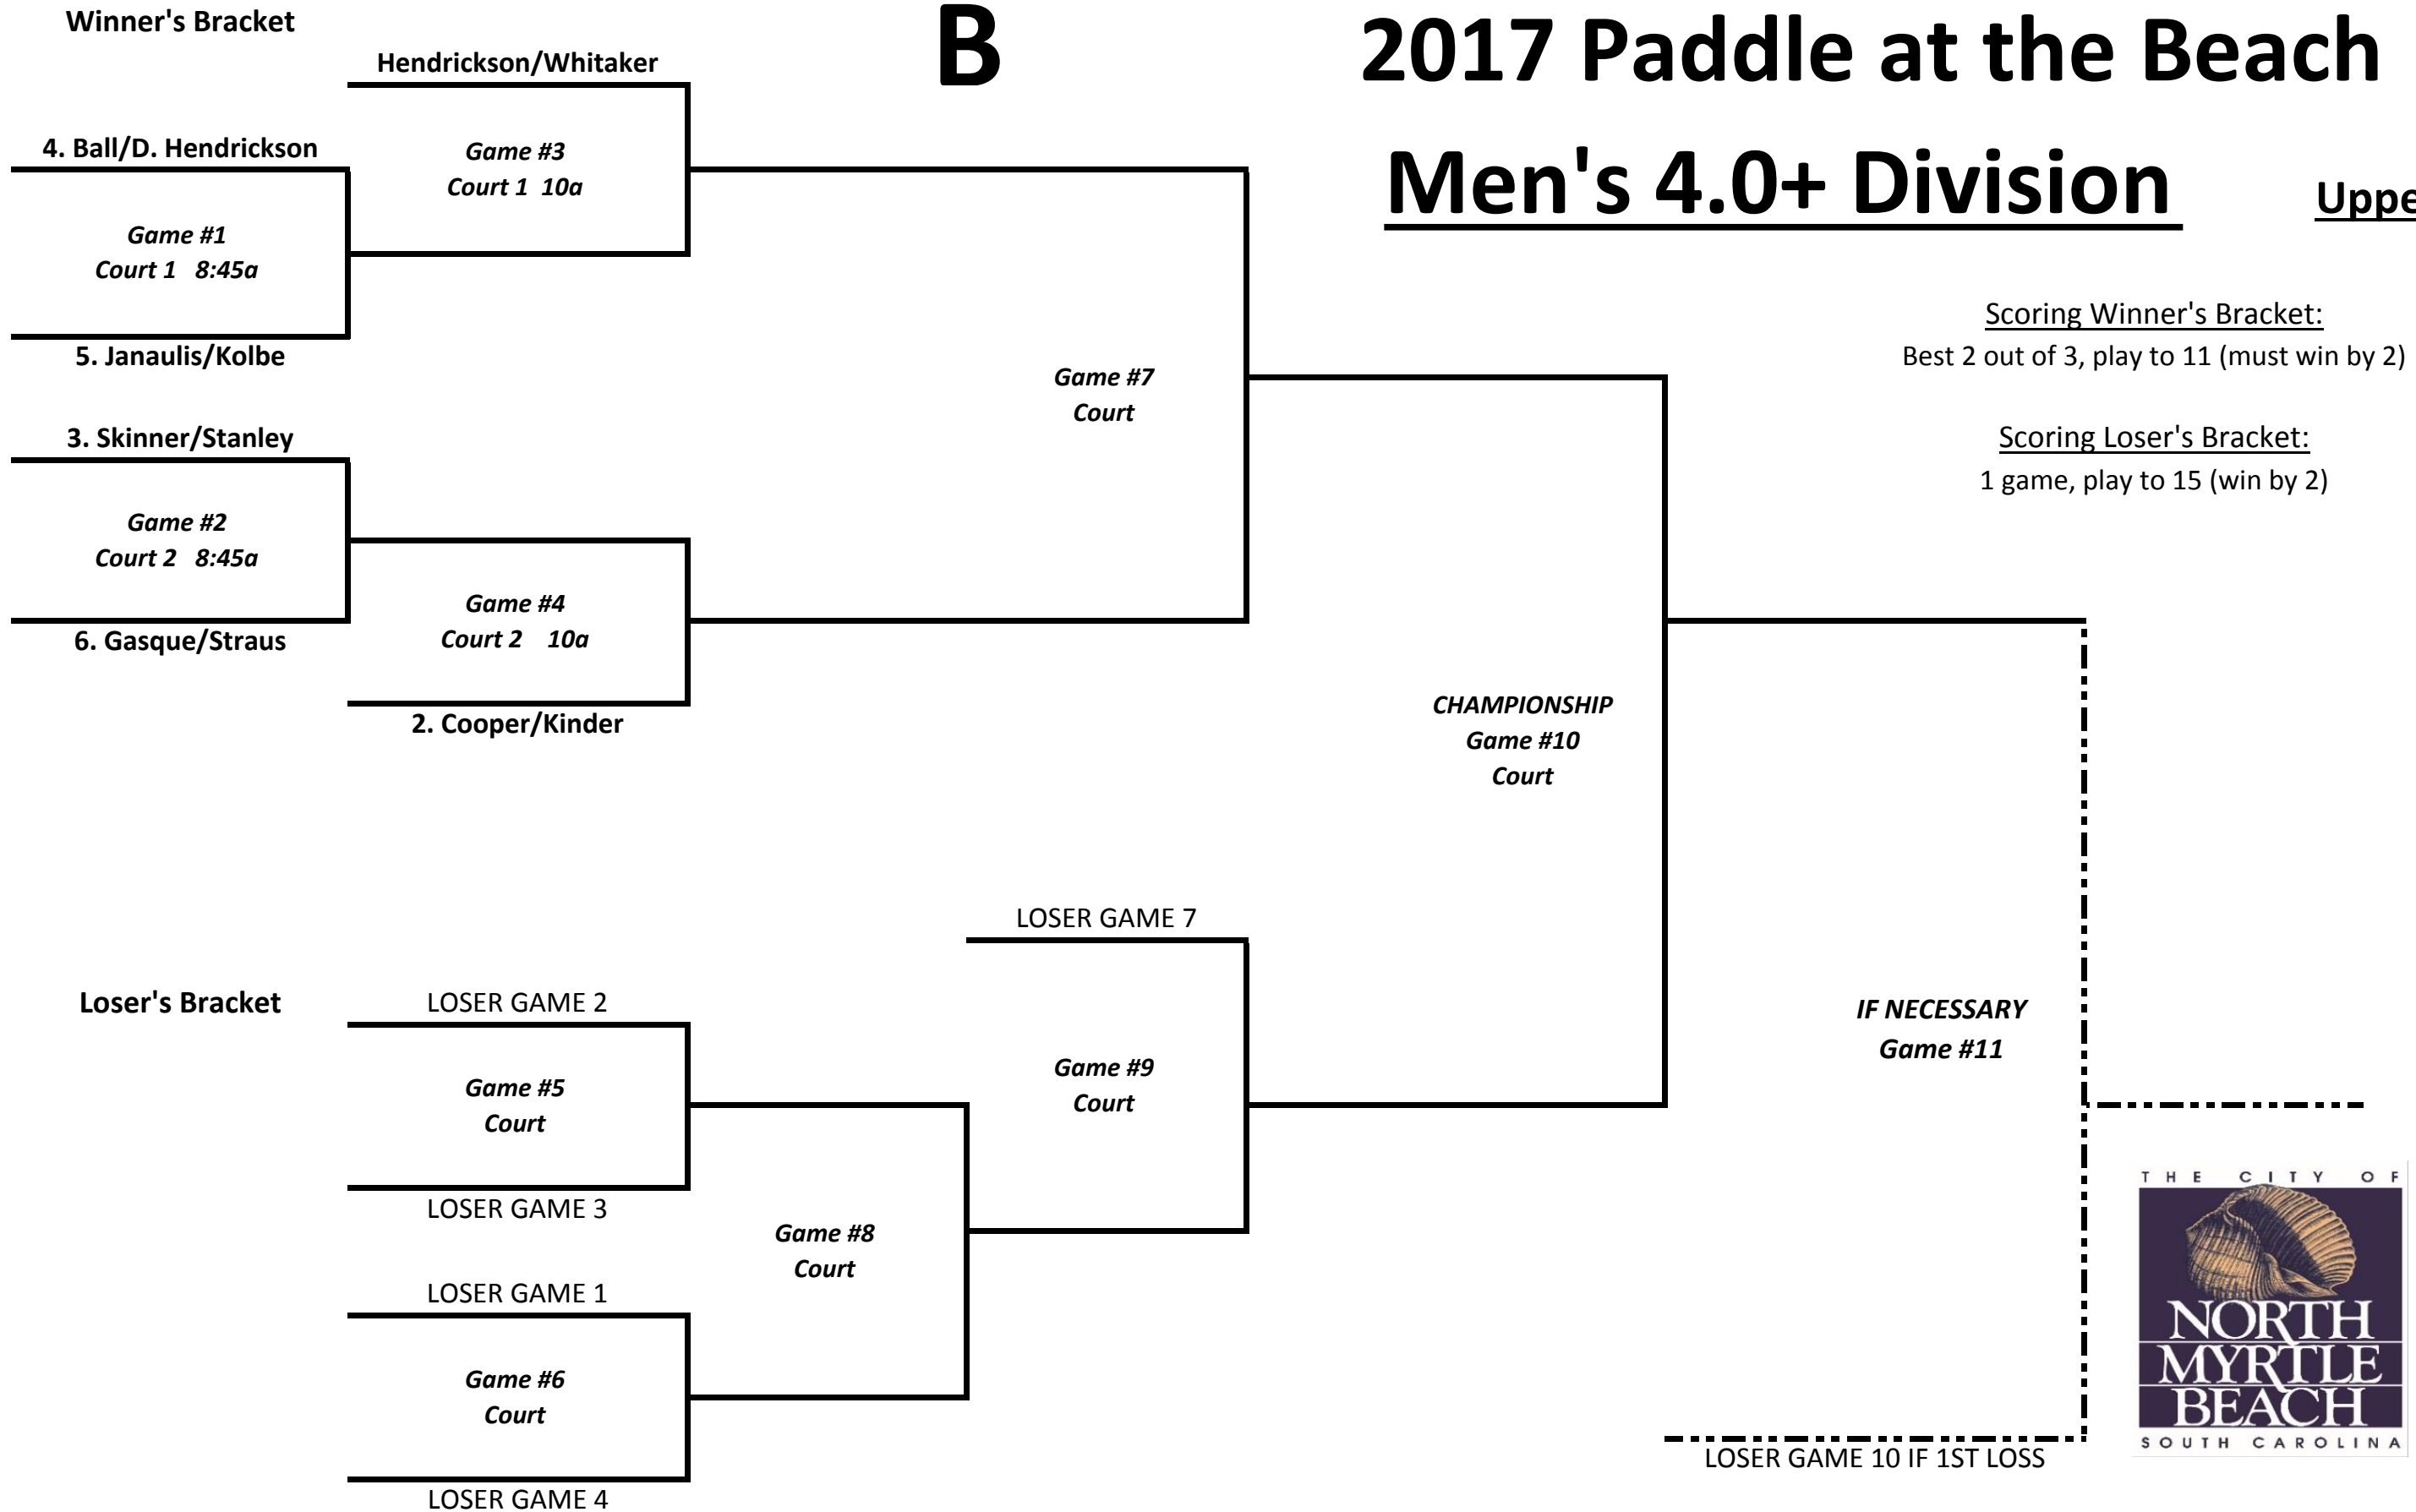 Winner's Bracket
B
2017 Paddle at the Beach
Hendrickson/Whitaker
4. Ball/D. Hendrickson
Game #3
Court 1 10a
Men's 4.0+ Division
Game #1
Court 1 8:45a
5. Janaulis/Kolbe
Scoring Winner's Bracket:
Best 2 out of 3, play to 11 (must win by 2)
Game #7
Court
3. Skinner/Stanley
Scoring Loser's Bracket:
1 game, play to 15 (win by 2)
Game #2
Court 2 8:45a
Game #4
Court 2 10a
6. Gasque/Straus
2. Cooper/Kinder
CHAMPIONSHIP
Game #10
Court
LOSER GAME 7
Loser's Bracket
LOSER GAME 2
IF NECESSARY
Game #11
Game #5
Court
Game #9
Court
LOSER GAME 3
Game #8
Court
LOSER GAME 1
Game #6
Court
LOSER GAME 4
LOSER GAME 10 IF 1ST LOSS
THE CITY OF
NORTH
MYRTLE
BEACH
SOUTH CAROLINA